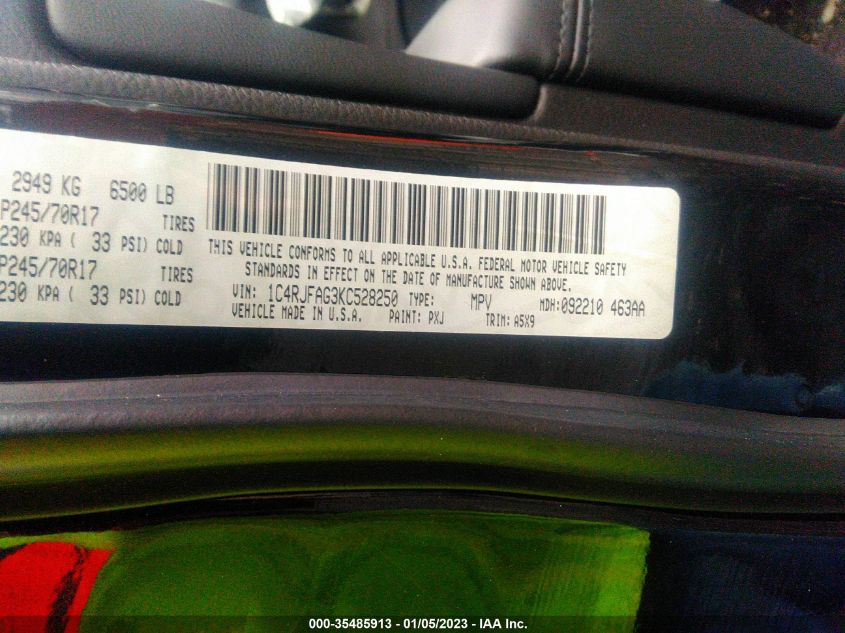 2949 KG 6500 LB
P245/70R17 TIRES
230 KPA ( 33 PSI) COLD
P245/70R17 TIRES
230 KPA ( 33 PSI) COLD
THIS VEHICLE CONFORMS TO ALL APPLICABLE U.S.A. FEDERAL MOTOR VEHICLE SAFETY
STANDARDS IN EFFECT ON THE DATE OF MANUFACTURE SHOWN ABOVE.
VIN: 1C4RJFAG3KC528250 TYPE: MPV MDH:092210 463AA
VEHICLE MADE IN U.S.A. PAINT: PXJ TRIM: A5X9
000-35485913 - 01/05/2023 - IAA Inc.